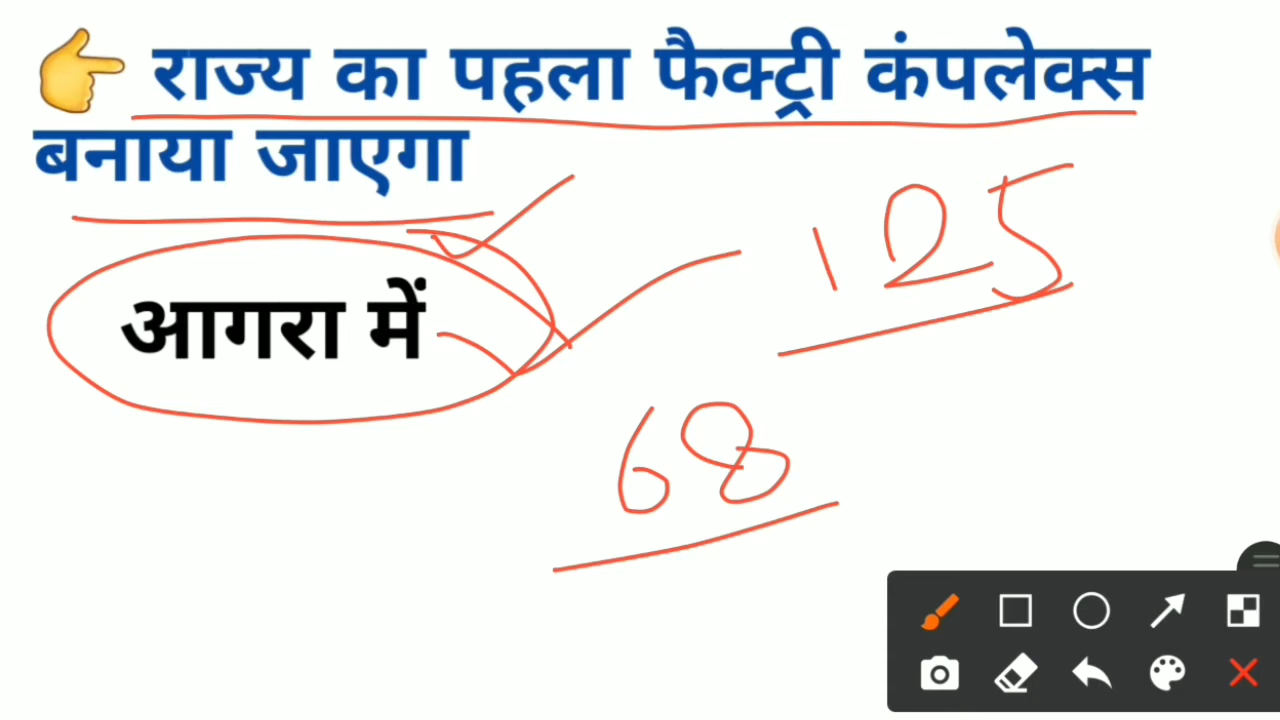 राज्य का पहला फैक्ट्री कंपलेक्स
बनाया जाएगा
125
आगरा में
68